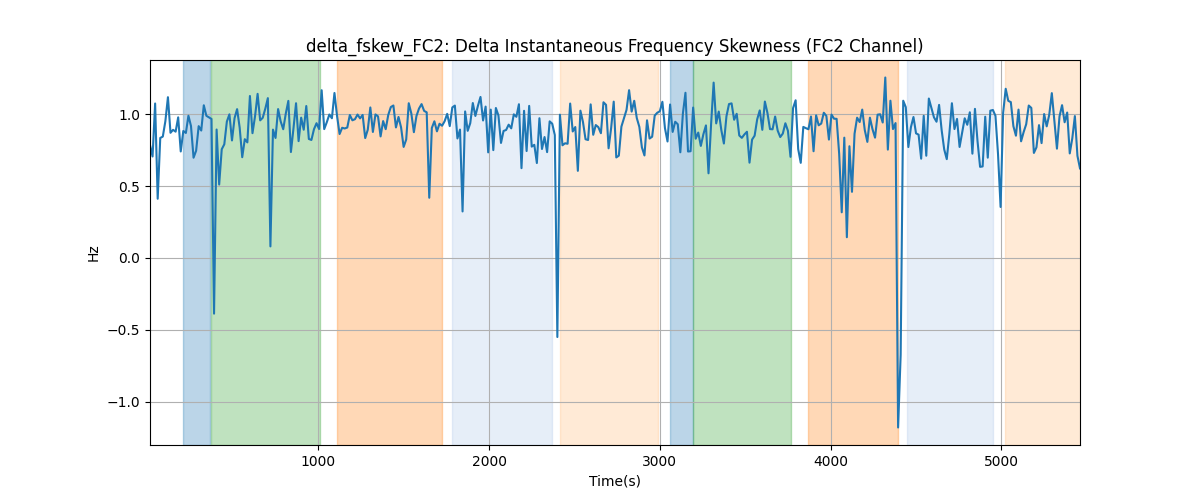 delta_fskew_FC2: Delta Instantaneous Frequency Skewness (FC2 Channel)
Hz
1.0
0.5
0.0
−0.5
−1.0
1000 2000 3000 4000 5000
Time(s)